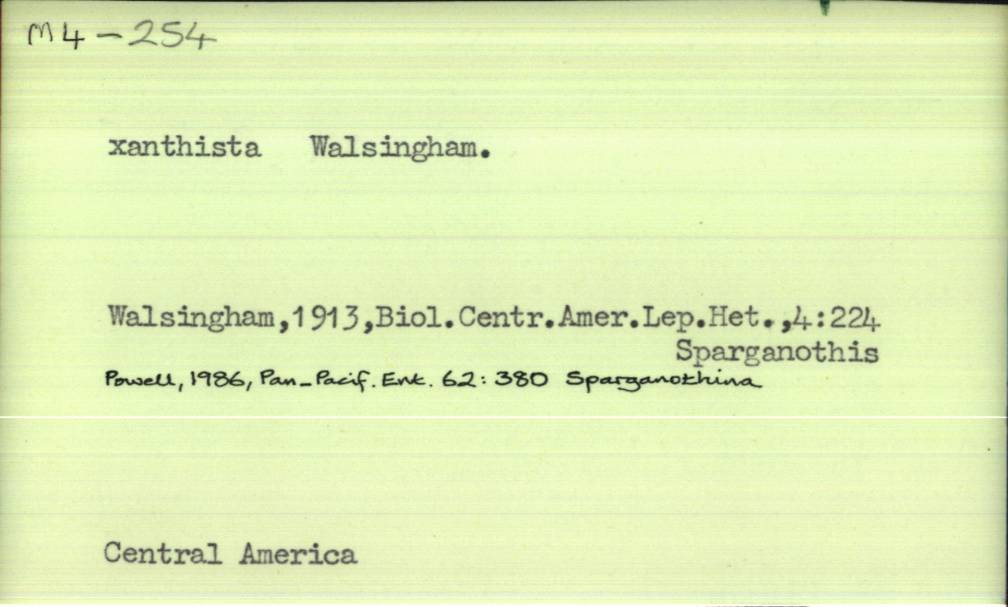 M4-254
xanthista Walsingham.
Walsingham,1913,Biol.Centr.Amer.Lep.Het.,4:224
Sparganothis
Powell, 1986, Pan-Pacif. Ent. 62: 380 Sparganothina
Central America